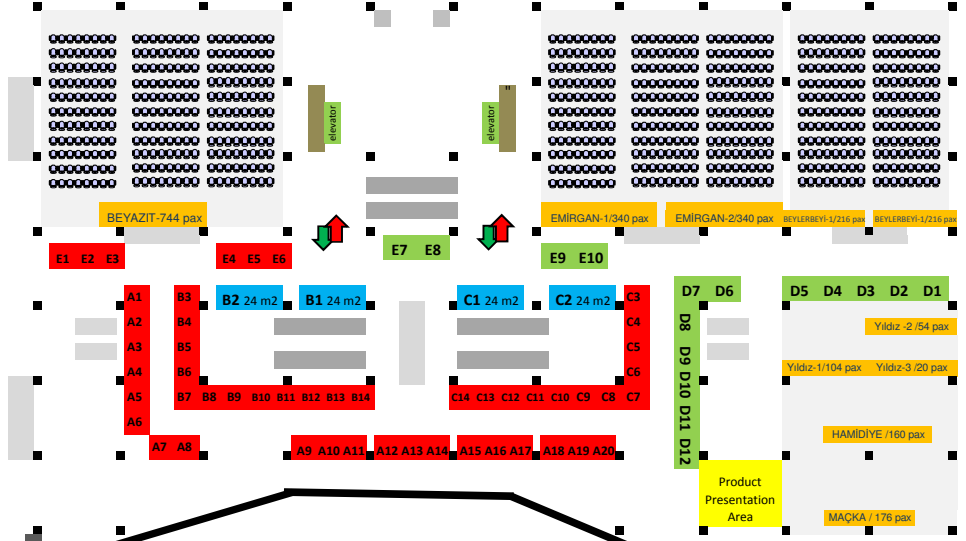 elevator
elevator
"
BEYAZIT-744 pax
EMİRGAN-1/340 pax
EMİRGAN-2/340 pax
BEYLERBEYİ-1/216 pax
BEYLERBEYİ-1/216 pax
E1 E2 E3
E4 E5 E6
E7 E8
E9 E10
A1
A2
A3
A4
A5
A6
A7 A8
B3
B4
B5
B6
B7 B8 B9 B10 B11 B12 B13 B14
B2 24 m2
B1 24 m2
C1 24 m2
C2 24 m2
C3
C4
C5
C6
C14 C13 C12 C11 C10 C9 C8 C7
A9 A10 A11
A12 A13 A14
A15 A16 A17
A18 A19 A20
D7 D6
D8
D9
D10
D11
D12
D5 D4 D3 D2 D1
Yıldız -2 /54 pax
Yıldız-1/104 pax
Yıldız-3 /20 pax
HAMİDİYE /160 pax
Product
Presentation
Area
MAÇKA / 176 pax